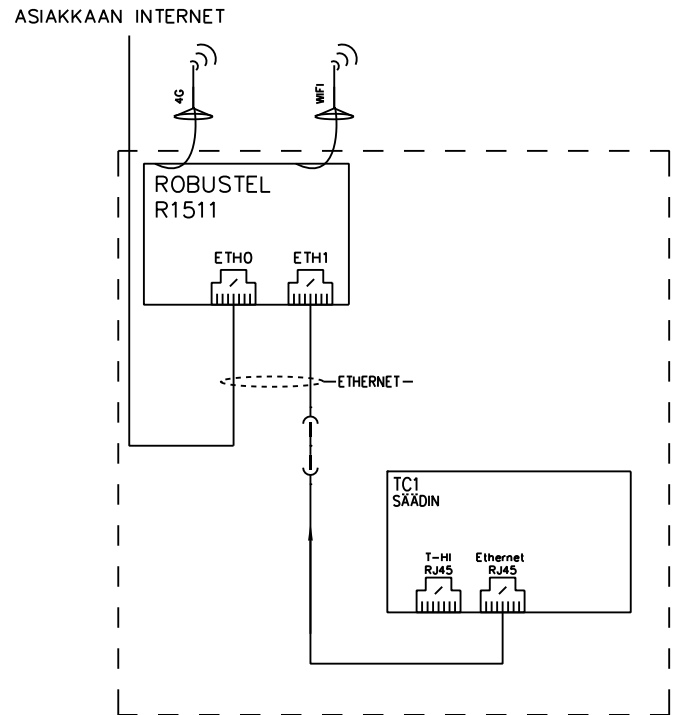 ASIAKKAAN INTERNET
4G
WIFI
ROBUSTEL
R1511
ETH0
ETH1
ETHERNET
TC1
SÄÄDIN
T-HI
RJ45
Ethernet
RJ45